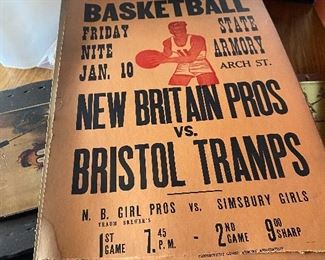 BASKETBALL
FRIDAY STATE
NITE ARMORY
JAN. 10 ARCH ST.
NEW BRITAIN PROS
VS.
BRISTOL TRAMPS
N. B. GIRL PROS VS. SIMSBURY GIRLS
1ST GAME 7.45 P.M. - 2ND GAME 9.00 SHARP